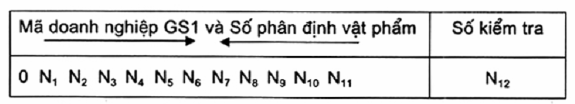 Mã doanh nghiệp GS1 và Số phân định vật phẩm
Số kiểm tra
0 N₁ N₂ N₃ N₄ N₅ N₆ N₇ N₈ N₉ N₁₀ N₁₁
N₁₂